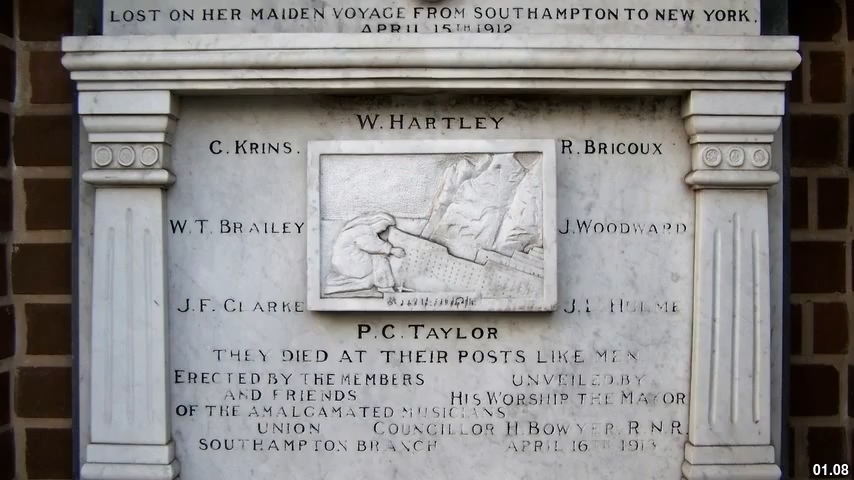 LOST ON HER MAIDEN VOYAGE FROM SOUTHAMPTON TO NEW YORK.
APRIL 15TH 1912
W. HARTLEY
C. KRINS. R. BRICOUX
W.T. BRAILEY J. WOODWARD
J.F. CLARKE J. HULME
P.C. TAYLOR
THEY DIED AT THEIR POSTS LIKE MEN
ERECTED BY THE MEMBERS UNVEILED BY
AND FRIENDS HIS WORSHIP THE MAYOR
OF THE AMALGAMATED MUSICIANS
UNION COUNCILLOR H. BOWYER R.N.R.
SOUTHAMPTON BRANCH APRIL 16TH 1913
01.08